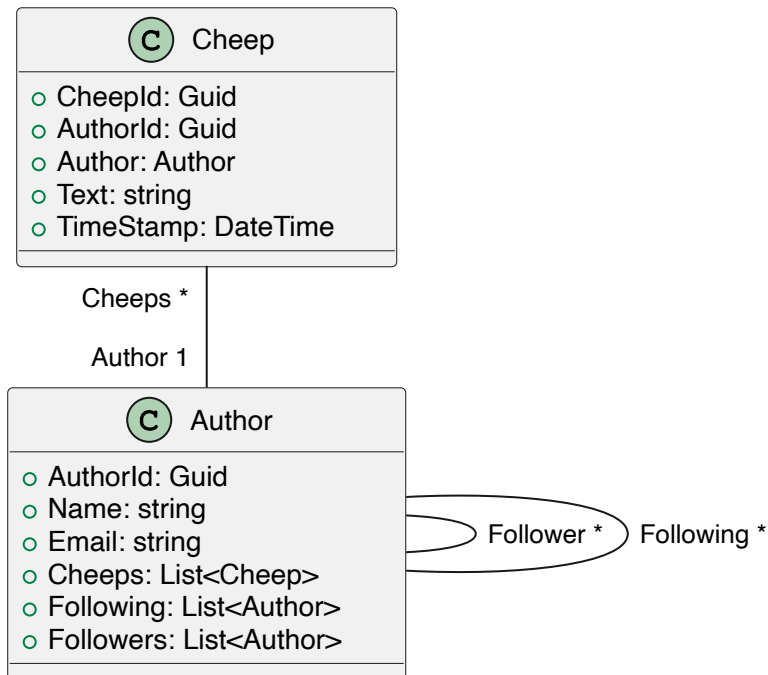 C Cheep
CheepId: Guid
AuthorId: Guid
Author: Author
Text: string
TimeStamp: DateTime
Cheeps *
Author 1
C Author
AuthorId: Guid
Name: string
Email: string
Cheeps: List<Cheep>
Following: List<Author>
Followers: List<Author>
Follower *
Following *